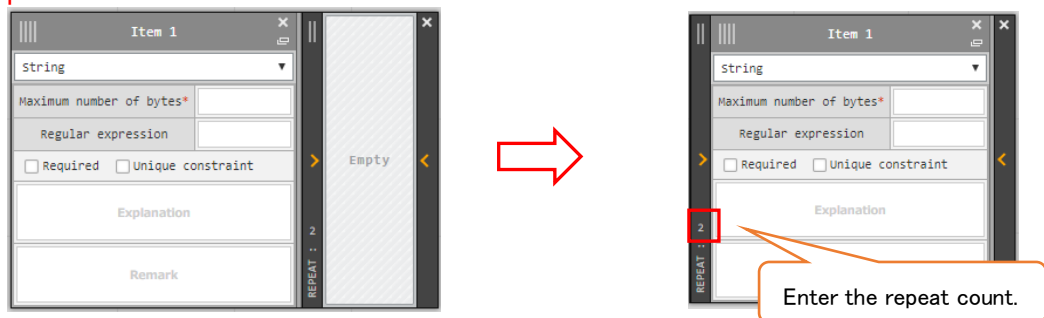 Item 1
×
String
▼
Maximum number of bytes*
Regular expression
Required
Unique constraint
Explanation
Remark
REPEAT : 2
Empty
×
Item 1
×
×
String
▼
Maximum number of bytes*
Regular expression
Required
Unique constraint
Explanation
REPEAT : 2
Enter the repeat count.